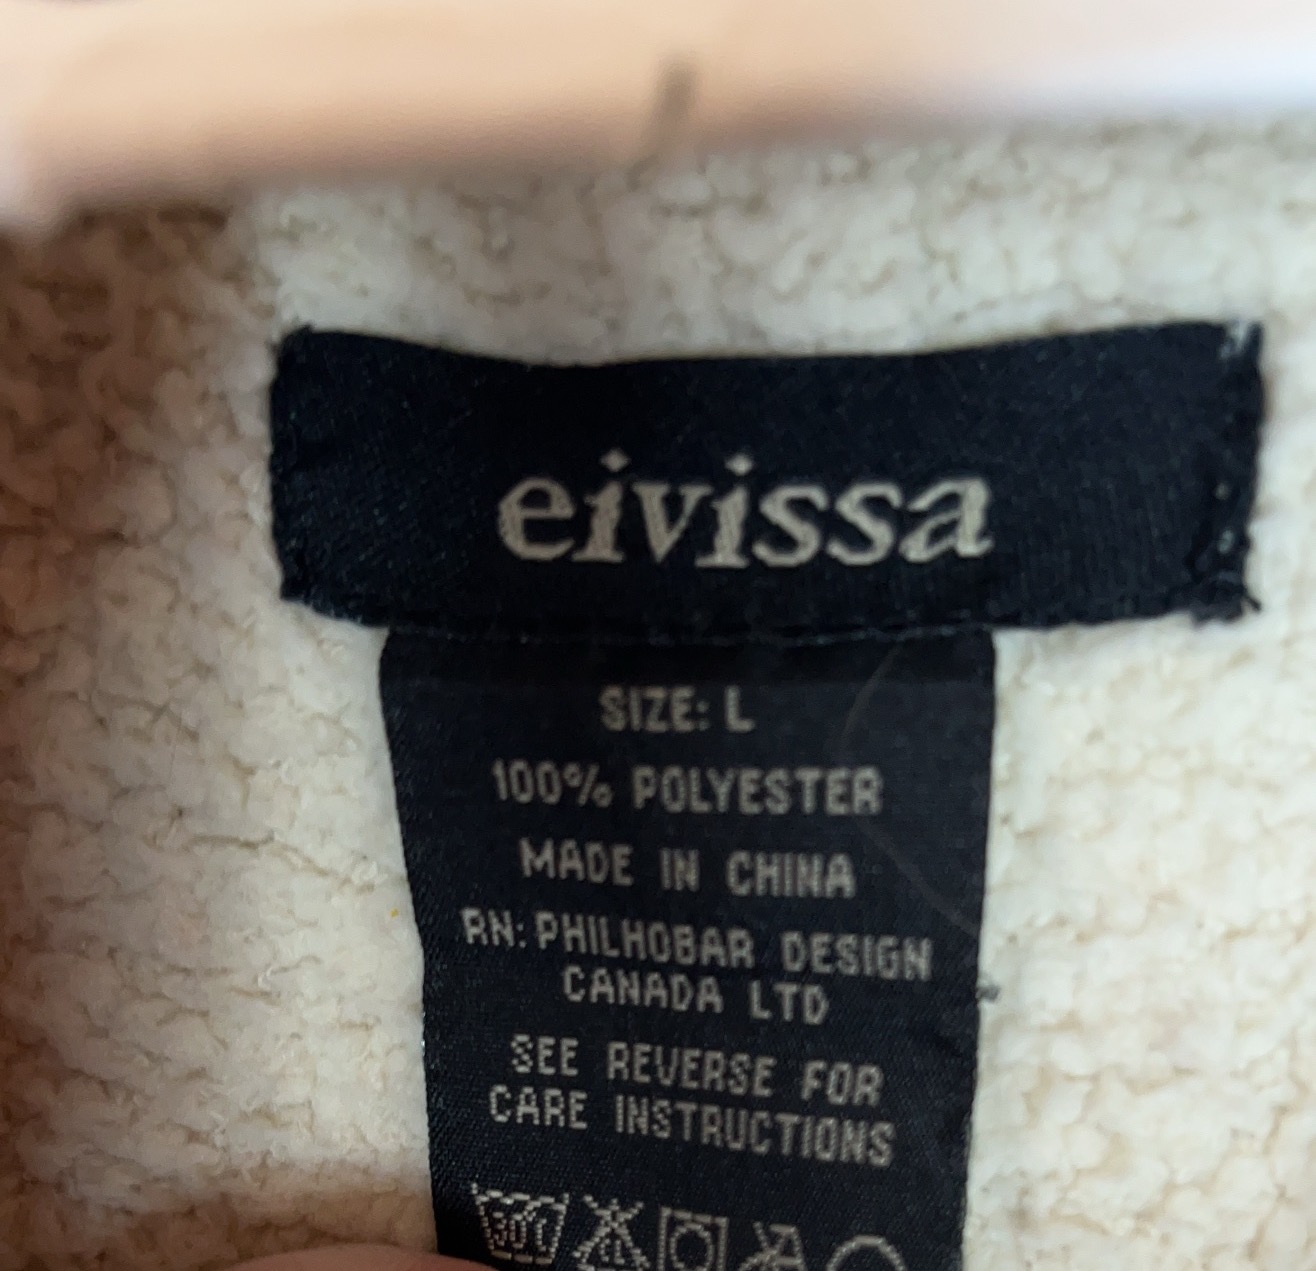 eivissa
SIZE: L
100% POLYESTER
MADE IN CHINA
RN: PHILHOBAR DESIGN
CANADA LTD
SEE REVERSE FOR
CARE INSTRUCTIONS